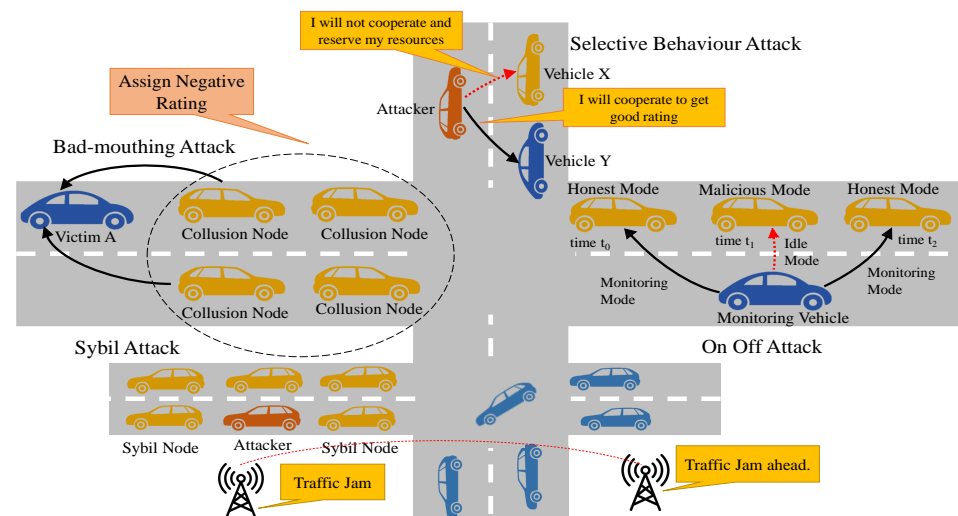 I will not cooperate and
reserve my resources
Selective Behaviour Attack
Vehicle X
Assign Negative
Rating
Attacker
I will cooperate to get
good rating
Bad-mouthing Attack
Vehicle Y
Honest Mode
Malicious Mode
Honest Mode
Victim A
Collusion Node
Collusion Node
time t0
time t1
Idle
Mode
time t2
Monitoring
Mode
Monitoring
Mode
Collusion Node
Collusion Node
Monitoring Vehicle
Sybil Attack
On Off Attack
Sybil Node
Attacker
Sybil Node
Traffic Jam
Traffic Jam ahead.